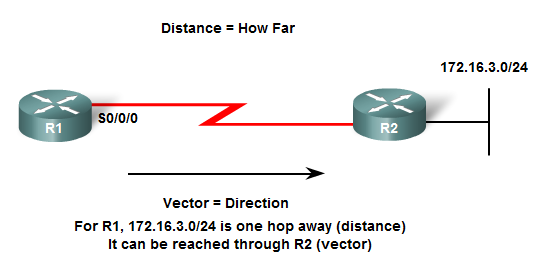 Distance = How Far
172.16.3.0/24
S0/0/0
R1
R2
Vector = Direction
For R1, 172.16.3.0/24 is one hop away (distance)
It can be reached through R2 (vector)